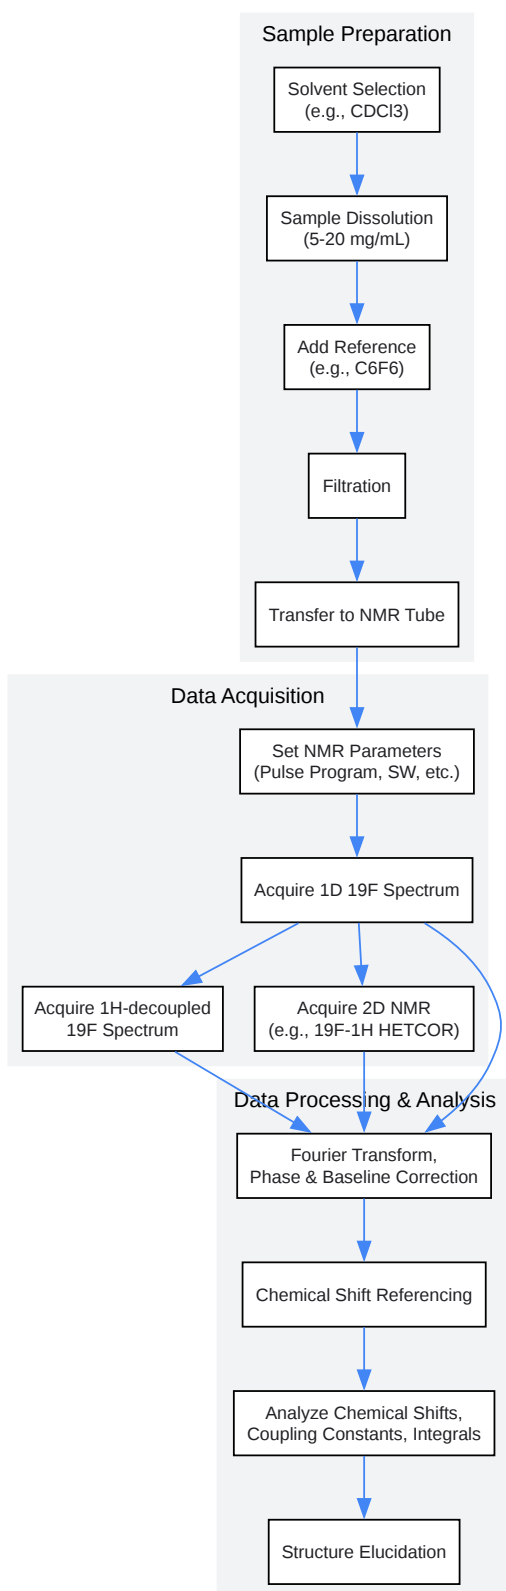 Sample Preparation
Solvent Selection
(e.g., CDCl3)
Sample Dissolution
(5-20 mg/mL)
Add Reference
(e.g., C6F6)
Filtration
Transfer to NMR Tube
Data Acquisition
Set NMR Parameters
(Pulse Program, SW, etc.)
Acquire 1D 19F Spectrum
Acquire 1H-decoupled
19F Spectrum
Acquire 2D NMR
(e.g., 19F-1H HETCOR)
Data Processing & Analysis
Fourier Transform,
Phase & Baseline Correction
Chemical Shift Referencing
Analyze Chemical Shifts,
Coupling Constants, Integrals
Structure Elucidation